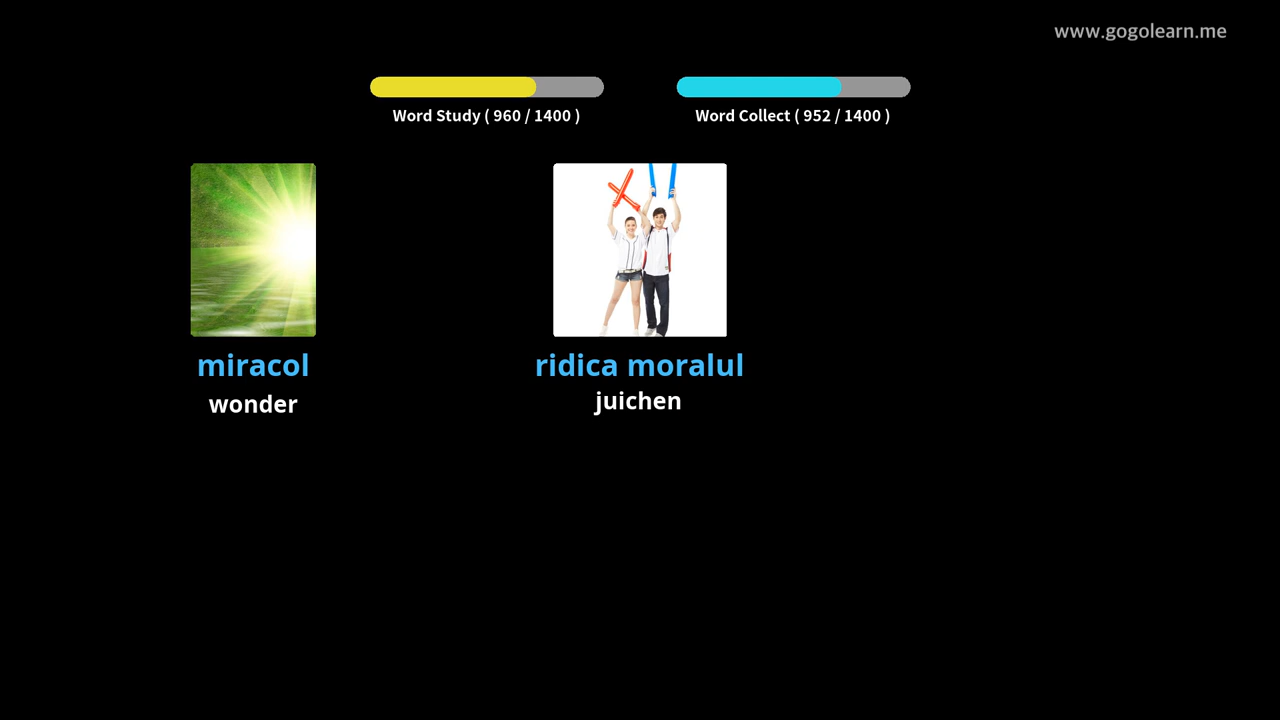 www.gogolearn.me
Word Study ( 960 / 1400 )
Word Collect ( 952 / 1400 )
miracol
wonder
ridica moralul
juichen